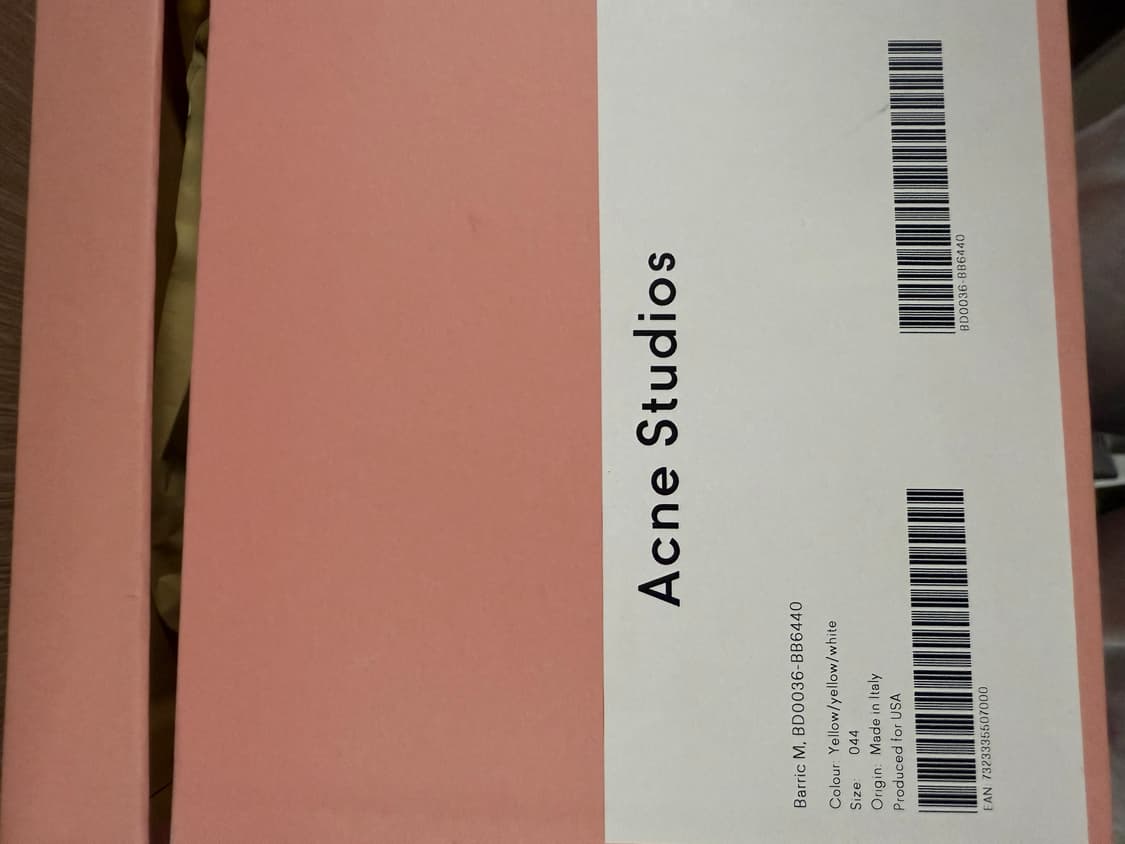 Acne Studios
Barric M, BD0036-BB6440
Colour: Yellow/yellow/white
Size: 044
Origin: Made in Italy
Produced for USA
EAN 7323335507000
BD0036-BB6440